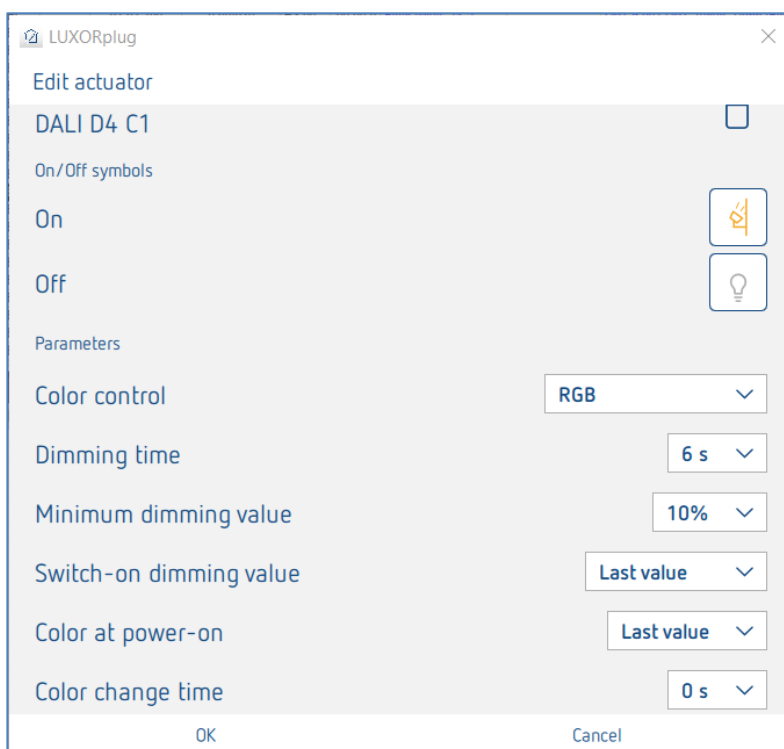 LUXORplug
Edit actuator
DALI D4 C1
On/Off symbols
On
Off
Parameters
Color control RGB
Dimming time 6 s
Minimum dimming value 10%
Switch-on dimming value Last value
Color at power-on Last value
Color change time 0 s
OK Cancel